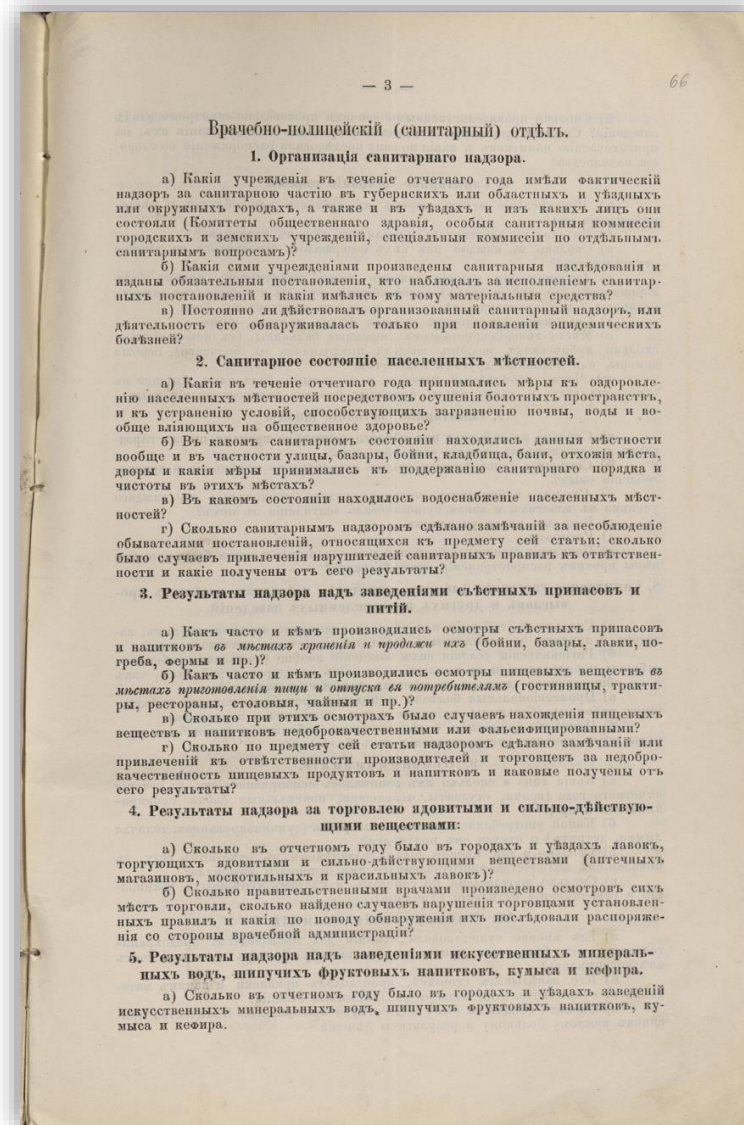 — 3 —
66
Врачебно-полицейскій (санитарный) отдѣлъ.
1. Организація санитарнаго надзора.
а) Какія учрежденія въ теченіе отчетнаго года имѣли фактическій
надзоръ за санитарною частію въ губернскихъ или областныхъ и уѣздныхъ
или окружныхъ городахъ, а также и въ уѣздахъ и изъ какихъ лицъ они
состояли (Комитеты общественнаго здравія, особыя санитарныя коммиссіи
городскихъ и земскихъ учрежденій, спеціальныя коммиссіи по отдѣльнымъ
санитарнымъ вопросамъ)?
б) Какія сими учрежденіями произведены санитарныя изслѣдованія и
изданы обязательныя постановленія, кто наблюдалъ за исполненіемъ санитар-
ныхъ постановленій и какія имѣлись къ тому матеріальныя средства?
в) Постоянно ли дѣйствовалъ организованный санитарный надзоръ, или
дѣятельность его обнаруживалась только при появленіи эпидемическихъ
болѣзней?
2. Санитарное состояніе населенныхъ мѣстностей.
а) Какія въ теченіе отчетнаго года принимались мѣры къ оздоровле-
нію населенныхъ мѣстностей посредствомъ осушенія болотныхъ пространствъ,
и къ устраненію условій, способствующихъ загрязненію почвы, воды и во-
обще вліяющихъ на общественное здоровье?
б) Въ какомъ санитарномъ состояніи находились данныя мѣстности
вообще и въ частности улицы, базары, бойни, кладбища, бани, отхожія мѣста,
дворы и какія мѣры принимались къ поддержанію санитарнаго порядка и
чистоты въ этихъ мѣстахъ?
в) Въ какомъ состояніи находилось водоснабженіе населенныхъ мѣст-
ностей?
г) Сколько санитарнымъ надзоромъ сдѣлано замѣчаній за несоблюденіе
обывателями постановленій, относящихся къ предмету сей статьи; сколько
было случаевъ привлеченія нарушителей санитарныхъ правилъ къ отвѣтствен-
ности и какіе получены отъ сего результаты?
3. Результаты надзора надъ заведеніями съѣстныхъ припасовъ и
питій.
а) Какъ часто и кѣмъ производились осмотры съѣстныхъ припасовъ
и напитковъ въ мѣстахъ храненія и продажи ихъ (бойни, базары, лавки, по-
греба, фермы и пр.)?
б) Какъ часто и кѣмъ производились осмотры пищевыхъ веществъ въ
мѣстахъ приготовленія пищи и отпуска ея потребителямъ (гостинницы, тракти-
ры, рестораны, столовыя, чайныя и пр.)?
в) Сколько при этихъ осмотрахъ было случаевъ нахожденія пищевыхъ
веществъ и напитковъ недоброкачественными или фальсифицированными?
г) Сколько по предмету сей статьи надзоромъ сдѣлано замѣчаній или
привлеченій къ отвѣтственности производителей и торговцевъ за недобро-
качественность пищевыхъ продуктовъ и напитковъ и каковые получены отъ
сего результаты?
4. Результаты надзора за торговлею ядовитыми и сильно-дѣйствую-
щими веществами:
а) Сколько въ отчетномъ году было въ городахъ и уѣздахъ лавокъ,
торгующихъ ядовитыми и сильно-дѣйствующими веществами (аптечныхъ
магазиновъ, москотильныхъ и красильныхъ лавокъ)?
б) Сколько правительственными врачами произведено осмотровъ сихъ
мѣстъ торговли, сколько найдено случаевъ нарушенія торговцами установлен-
ныхъ правилъ и какія по поводу обнаруженія ихъ послѣдовали распоряже-
нія со стороны врачебной администраціи?
5. Результаты надзора надъ заведеніями искусственныхъ минераль-
ныхъ водъ, шипучихъ фруктовыхъ напитковъ, кумыса и кефира.
а) Сколько въ отчетномъ году было въ городахъ и уѣздахъ заведеній
искусственныхъ минеральныхъ водъ, шипучихъ фруктовыхъ напитковъ, ку-
мыса и кефира.